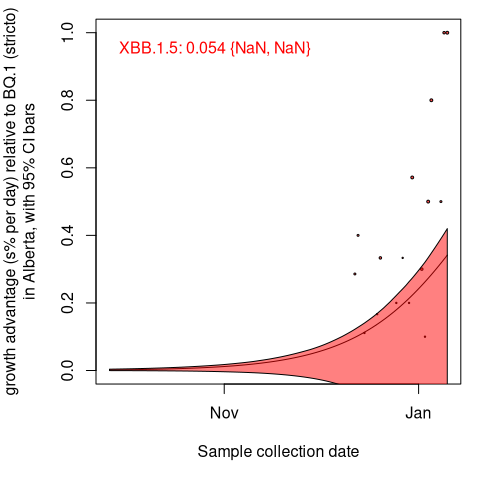 growth advantage (s% per day) relative to BQ.1 (stricto)
in Alberta, with 95% CI bars
XBB.1.5: 0.054 {NaN, NaN}
1.0
0.8
0.6
0.4
0.2
0.0
Nov Jan
Sample collection date